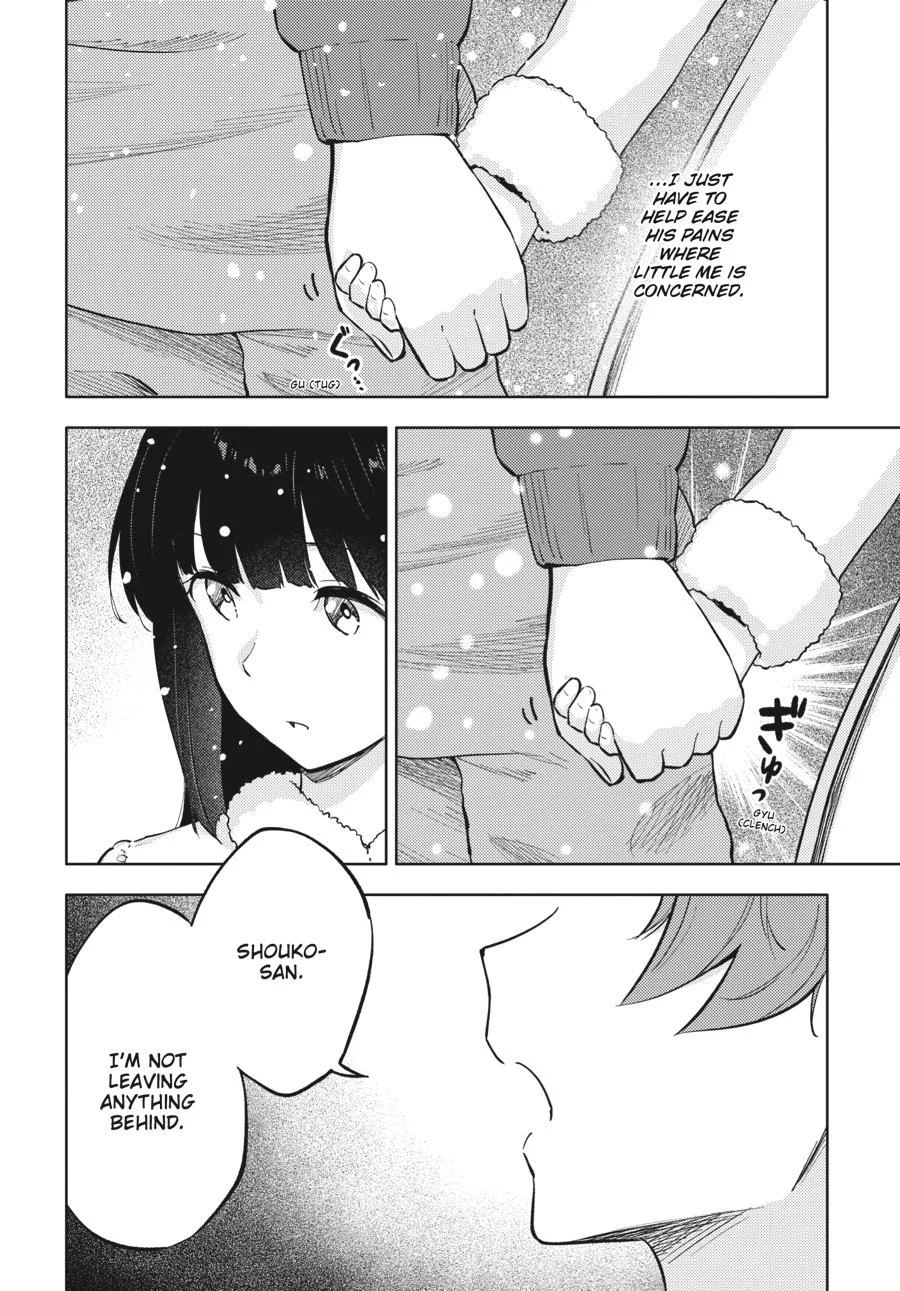 ...I JUST
HAVE TO
HELP EASE
HIS PAINS
WHERE
LITTLE ME IS
CONCERNED.
ぐっ…
GU (TUG)
ぎゅっ
GYU
(CLENCH)
SHOUKO-
SAN.
I'M NOT
LEAVING
ANYTHING
BEHIND.